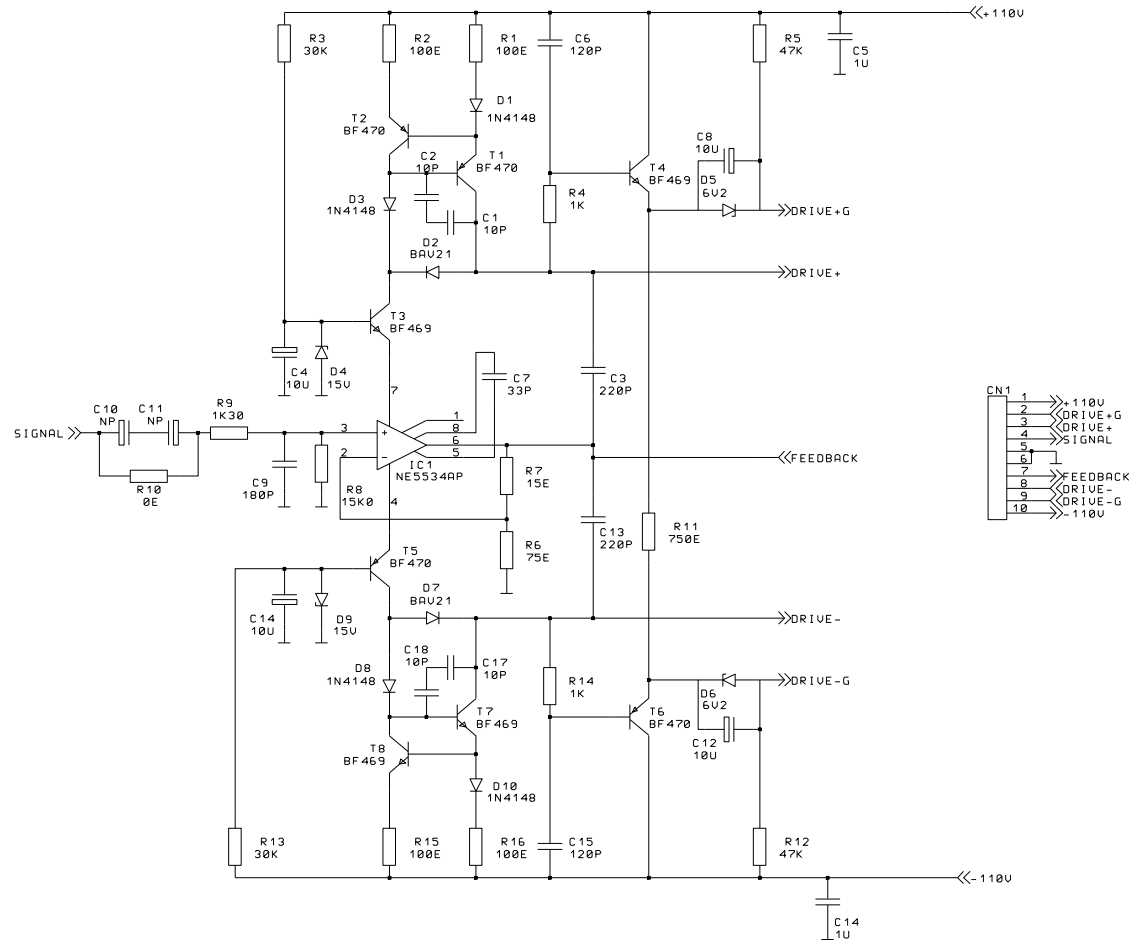 +110V
R3
30K
R2
100E
R1
100E
C6
120P
R5
47K
C5
1U
D1
1N4148
T2
BF470
C2
10P
T1
BF470
C8
10U
T4
BF469
D5
6V2
D3
1N4148
R4
1K
C1
10P
DRIVE+G
D2
BAV21
DRIVE+
T3
BF469
C4
10U
D4
15V
7
C7
33P
C3
220P
C10
NP
C11
NP
R9
1K30
SIGNAL
3
2
1
8
6
5
IC1
NE5534AP
FEEDBACK
R10
0E
C9
180P
R8
15K0
4
R7
15E
R6
75E
C13
220P
R11
750E
CN1
1
+110V
2
DRIVE+G
3
DRIVE+
4
SIGNAL
5
6
7
FEEDBACK
8
DRIVE-
9
DRIVE-G
10
-110V
T5
BF470
D7
BAV21
C14
10U
D9
15V
DRIVE-
C18
10P
C17
10P
D8
1N4148
R14
1K
D6
6V2
DRIVE-G
T7
BF469
T6
BF470
T8
BF469
C12
10U
D10
1N4148
R13
30K
R15
100E
R16
100E
C15
120P
R12
47K
-110V
C14
1U